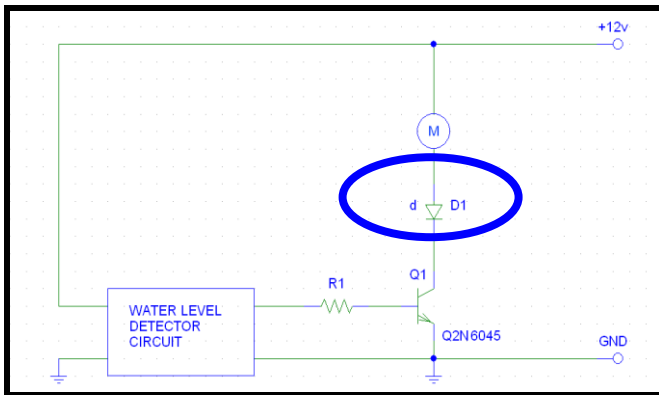 +12v
M
d D1
Q1
R1
WATER LEVEL
DETECTOR
CIRCUIT
Q2N6045
GND